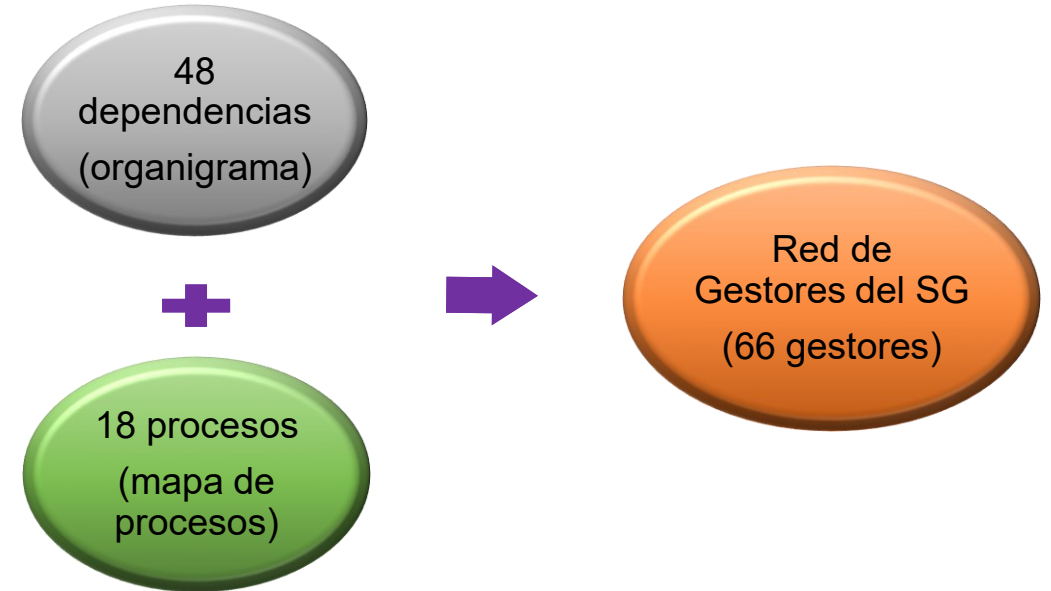 48
dependencias
(organigrama)
18 procesos
(mapa de
procesos)
Red de
Gestores del SG
(66 gestores)